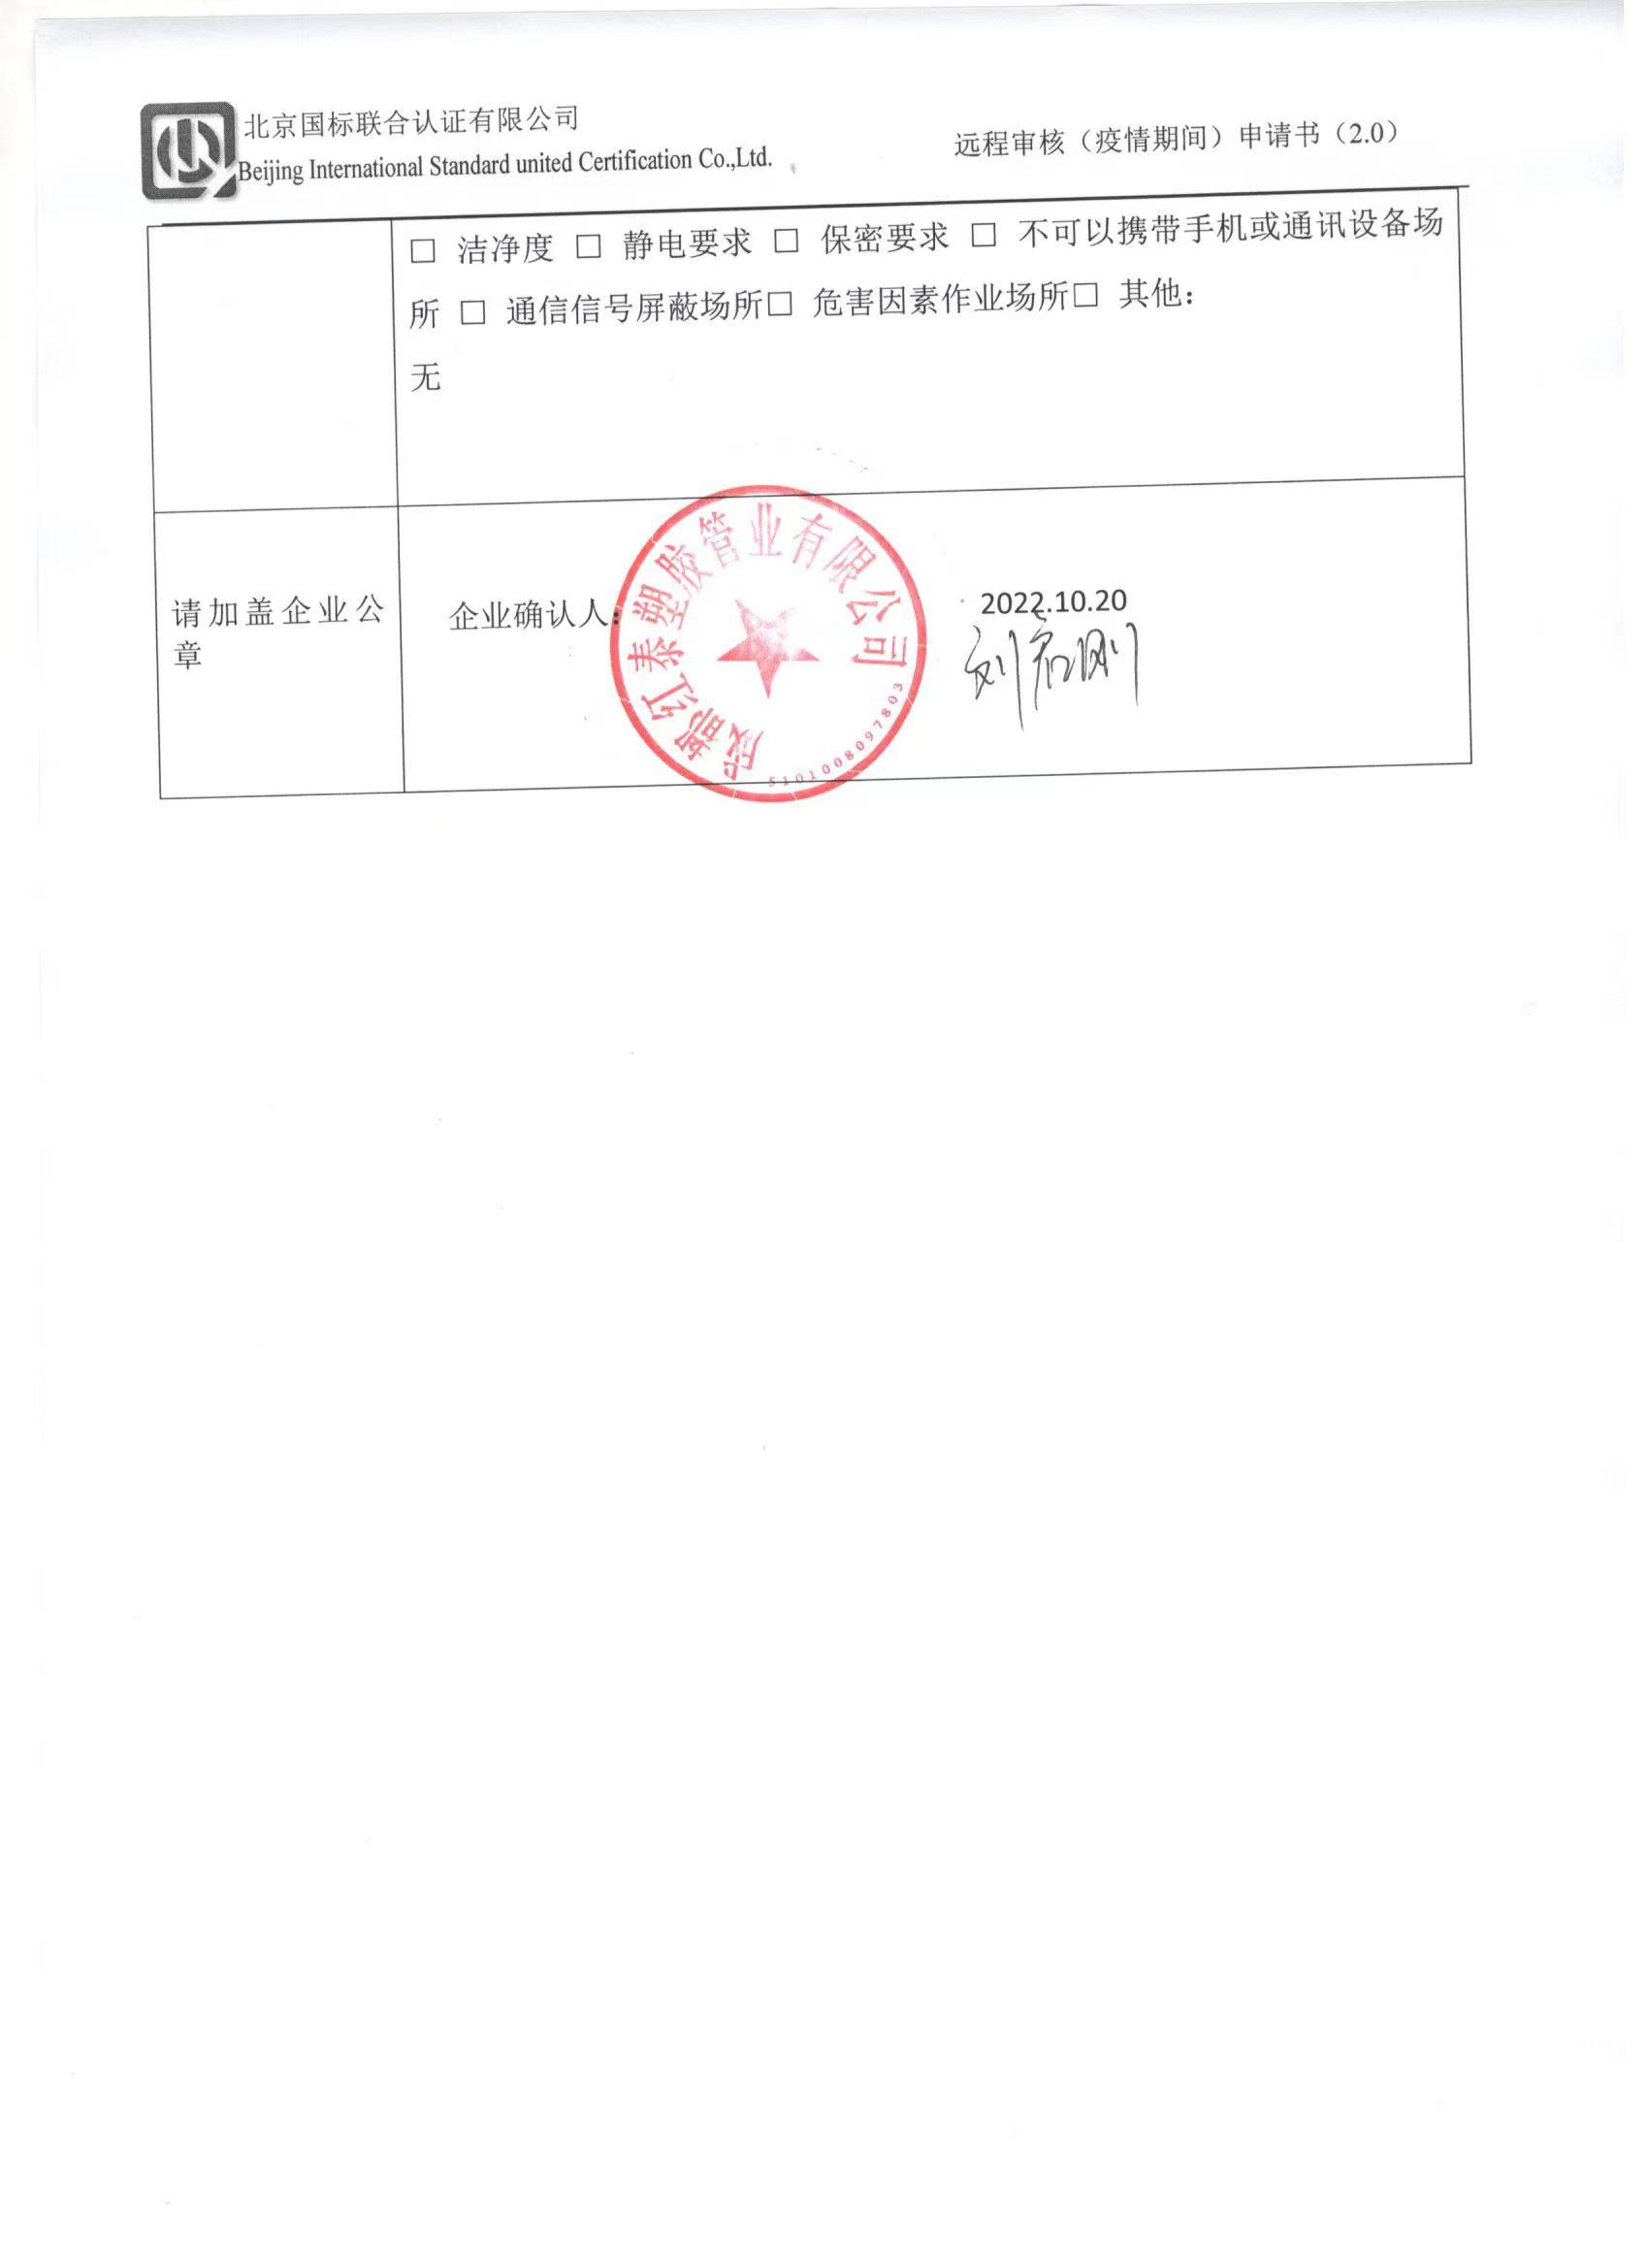 北京国标联合认证有限公司
Beijing International Standard united Certification Co.,Ltd.
远程审核（疫情期间）申请书（2.0）
□ 洁净度 □ 静电要求 □ 保密要求 □ 不可以携带手机或通讯设备场
所 □ 通信信号屏蔽场所□ 危害因素作业场所□ 其他：
无
请加盖企业公
章
企业确认人：
成都红泰塑胶管业有限公司
5101008097803
2022.10.20